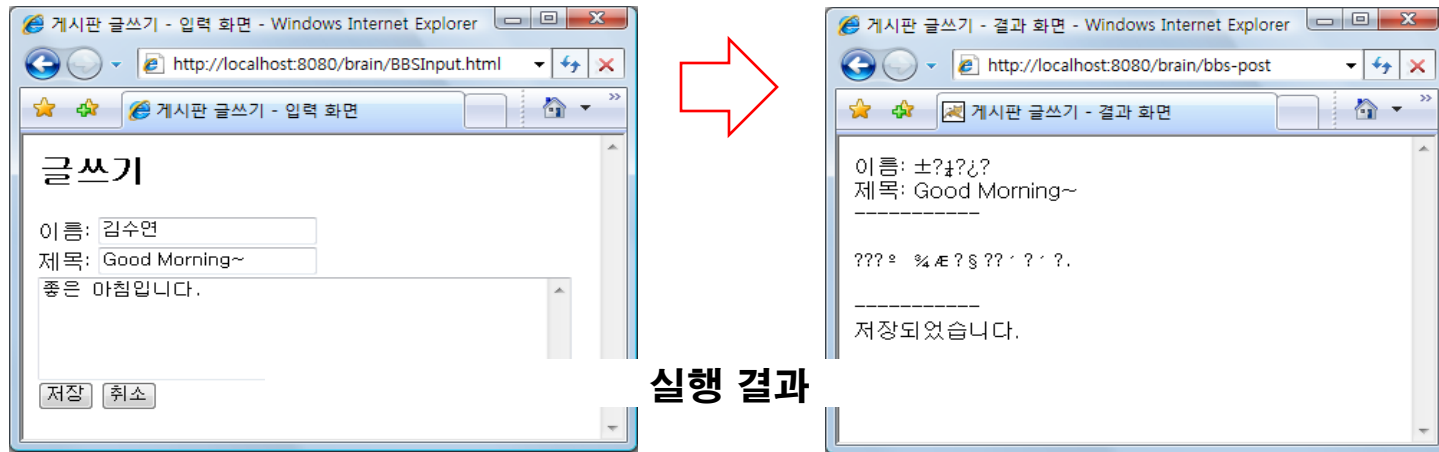 게시판 글쓰기 - 입력 화면 - Windows Internet Explorer
http://localhost:8080/brain/BBSInput.html
게시판 글쓰기 - 입력 화면
글쓰기
이름: 김수연
제목: Good Morning~
좋은 아침입니다.
저장 취소
실행 결과
게시판 글쓰기 - 결과 화면 - Windows Internet Explorer
http://localhost:8080/brain/bbs-post
게시판 글쓰기 - 결과 화면
이름: ±?‡?¿?
제목: Good Morning~
-----------
???º ¾Æ?§??´?´?.
-----------
저장되었습니다.